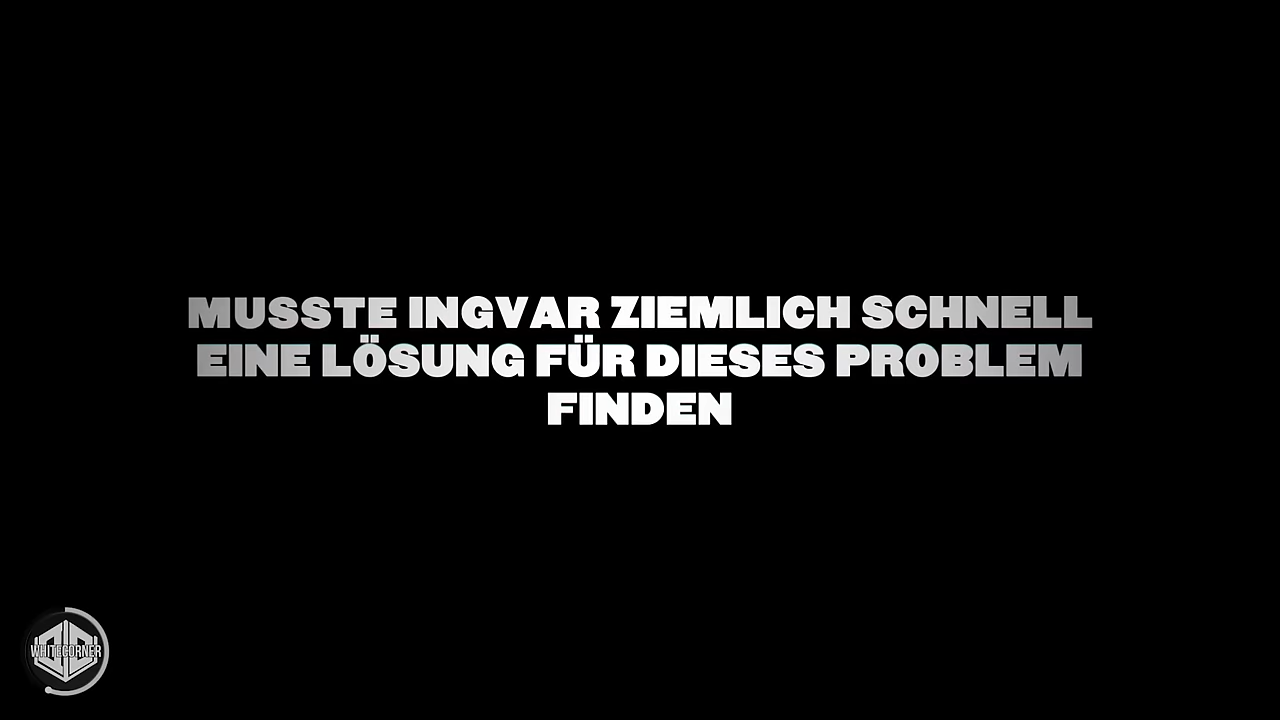 MUSSTE INGVAR ZIEMLICH SCHNELL
EINE LÖSUNG FÜR DIESES PROBLEM
FINDEN
WHITECORNER